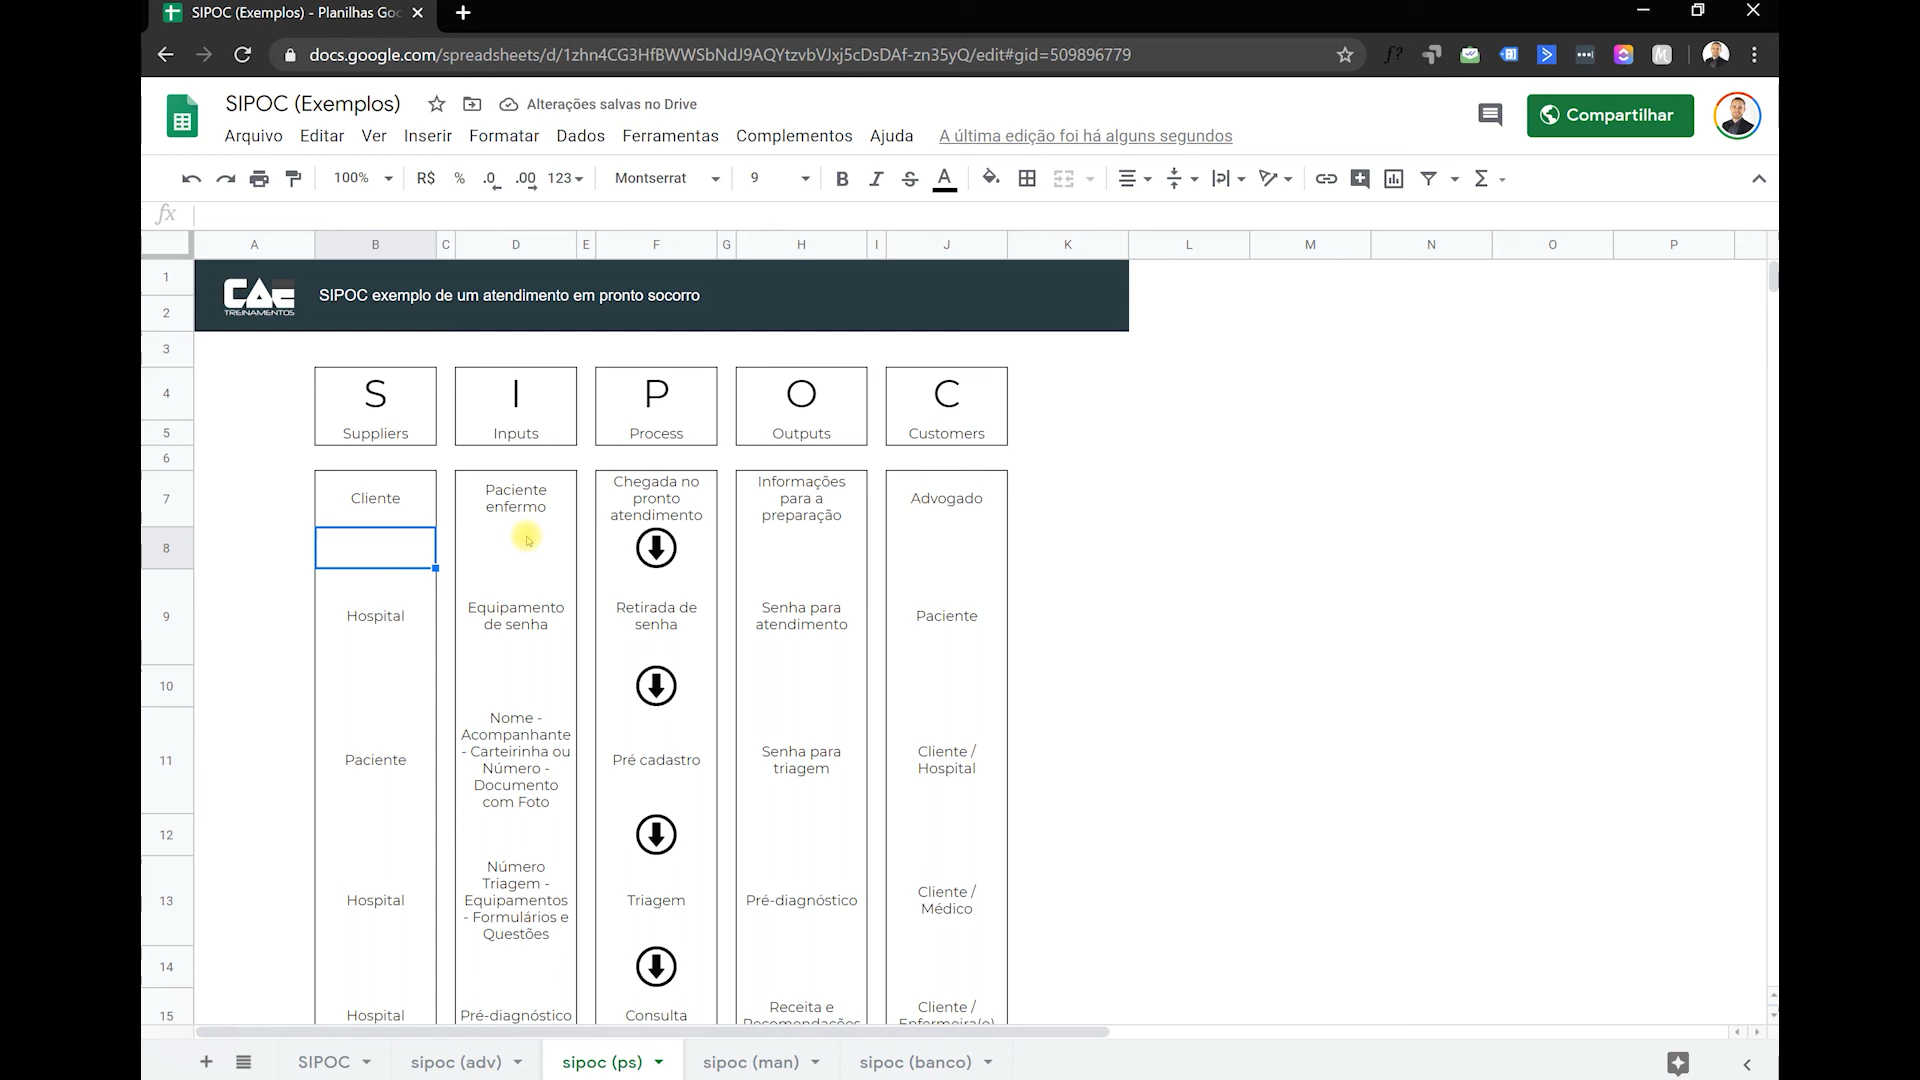 SIPOC (Exemplos) - Planilhas Goo
docs.google.com/spreadsheets/d/1zhn4CG3HfBWWSbNdJ9AQYtzvbVJxj5cDsDAf-zn35yQ/edit#gid=509896779
SIPOC (Exemplos)
Alterações salvas no Drive
Arquivo Editar Ver Inserir Formatar Dados Ferramentas Complementos Ajuda A última edição foi há alguns segundos
Compartilhar
100% R$ % .0 .00 123 Montserrat 9 B I S A Σ
fx
A B C D E F G H I J K L M N O P
1
CAE
TREINAMENTOS
SIPOC exemplo de um atendimento em pronto socorro
2
3
4
S I P O C
5
Suppliers Inputs Process Outputs Customers
6
7
Cliente
Paciente
enfermo
Chegada no
pronto
atendimento
Informações
para a
preparação
Advogado
8
9
Hospital
Equipamento
de senha
Retirada de
senha
Senha para
atendimento
Paciente
10
11
Paciente
Nome -
Acompanhante
- Carteirinha ou
Número -
Documento
com Foto
Pré cadastro
Senha para
triagem
Cliente /
Hospital
12
13
Hospital
Número
Triagem -
Equipamentos
- Formulários e
Questões
Triagem
Pré-diagnóstico
Cliente /
Médico
14
15
Hospital
Pré-diagnóstico
Consulta
Receita e
Recomendações
Cliente /
Enfermeira(o)
SIPOC sipoc (adv) sipoc (ps) sipoc (man) sipoc (banco)